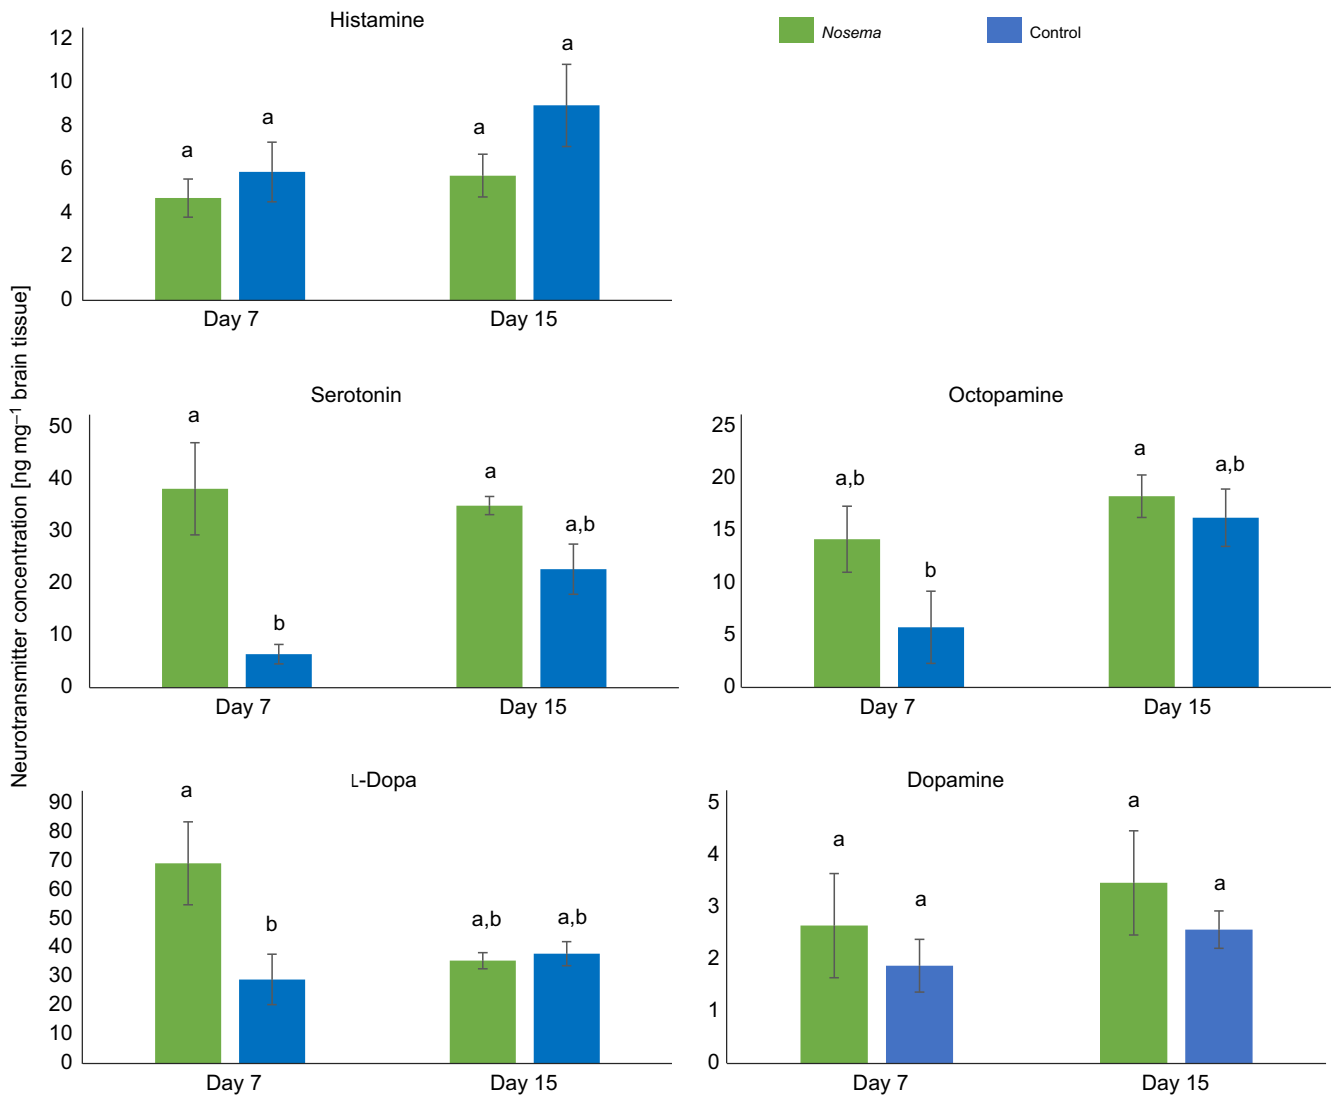 Histamine
Nosema
Control
12
10
8
6
4
2
0
a
a
a
a
Day 7
Day 15
Neurotransmitter concentration [ng mg⁻¹ brain tissue]
Serotonin
50
40
30
20
10
0
a
b
a
a,b
Day 7
Day 15
Octopamine
25
20
15
10
5
0
a,b
b
a
a,b
Day 7
Day 15
L-Dopa
90
80
70
60
50
40
30
20
10
0
a
b
a,b
a,b
Day 7
Day 15
Dopamine
5
4
3
2
1
0
a
a
a
a
Day 7
Day 15